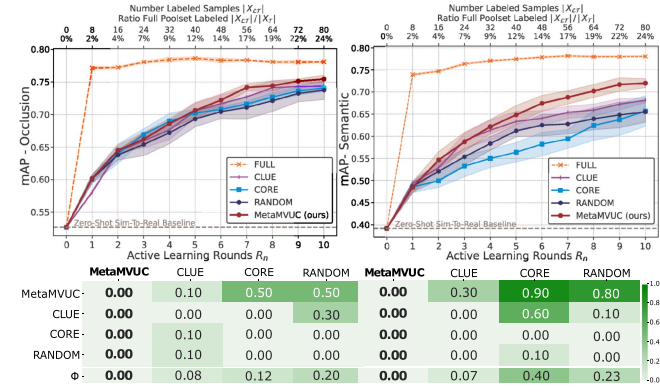 Number Labeled Samples |X_LT|
Ratio Full Poolset Labeled |X_LT|/|X_T|
0 8 16 24 32 40 48 56 64 72 80
0% 2% 4% 7% 9% 12% 14% 17% 19% 22% 24%
0.80
0.75
0.70
0.65
0.60
0.55
mAP - Occlusion
FULL
CLUE
CORE
RANDOM
MetaMVUC (ours)
Zero-Shot Sim-To-Real Baseline
0 1 2 3 4 5 6 7 8 9 10
Active Learning Rounds R_n
Number Labeled Samples |X_LT|
Ratio Full Poolset Labeled |X_LT|/|X_T|
0 8 16 24 32 40 48 56 64 72 80
0% 2% 4% 7% 9% 12% 14% 17% 19% 22% 24%
0.80
0.75
0.70
0.65
0.60
0.55
0.50
0.45
0.40
mAP- Semantic
FULL
CLUE
CORE
RANDOM
MetaMVUC (ours)
Zero-Shot Sim-To-Real Baseline
0 1 2 3 4 5 6 7 8 9 10
Active Learning Rounds R_n
MetaMVUC CLUE CORE RANDOM MetaMVUC CLUE CORE RANDOM
MetaMVUC 0.00 0.10 0.50 0.50 0.00 0.30 0.90 0.80
CLUE 0.00 0.00 0.00 0.30 0.00 0.00 0.60 0.10
CORE 0.00 0.10 0.00 0.00 0.00 0.00 0.00 0.00
RANDOM 0.00 0.10 0.00 0.00 0.00 0.00 0.10 0.00
Φ 0.00 0.08 0.12 0.20 0.00 0.07 0.40 0.23
1.0
0.8
0.6
0.4
0.2
0.0